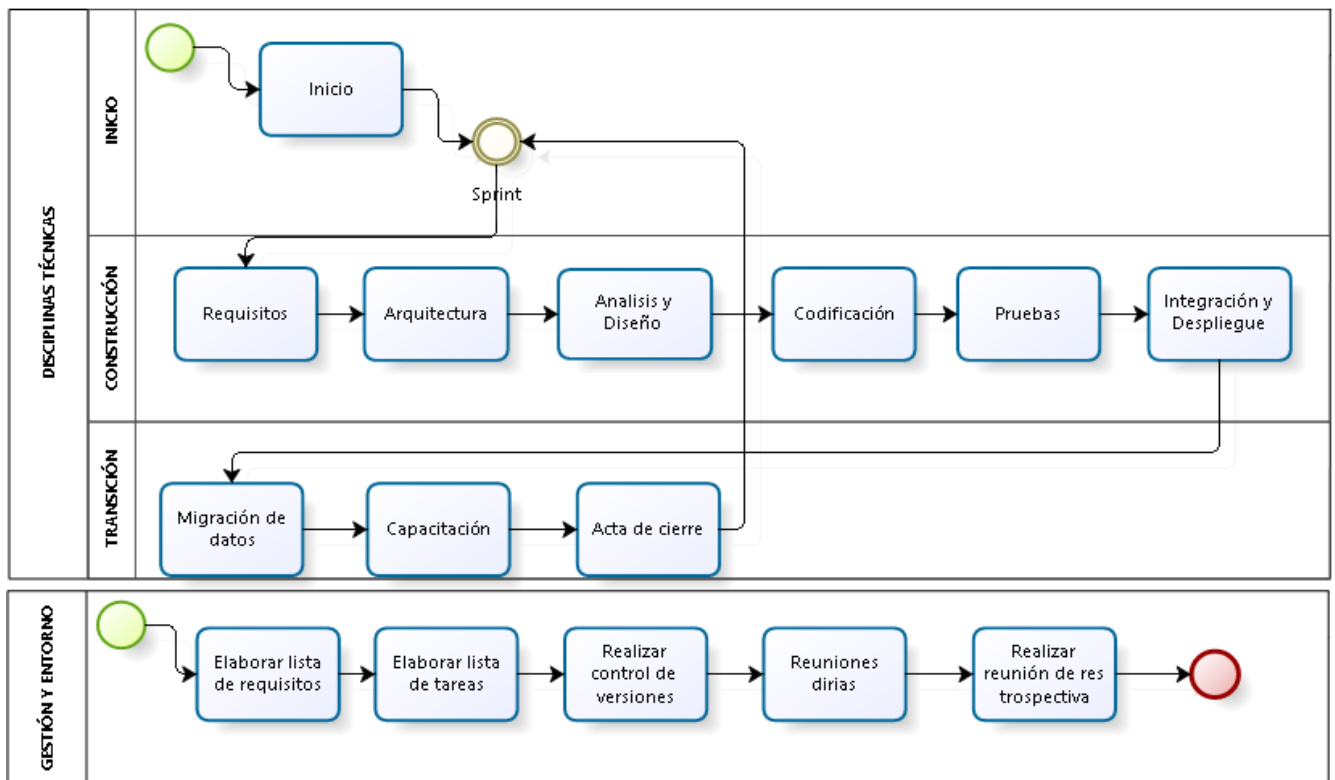 DISCIPLINAS TÉCNICAS
INICIO
Inicio
Sprint
CONSTRUCCIÓN
Requisitos
Arquitectura
Analisis y
Diseño
Codificación
Pruebas
Integración y
Despliegue
TRANSICIÓN
Migración de
datos
Capacitación
Acta de cierre
GESTIÓN Y ENTORNO
Elaborar lista
de requisitos
Elaborar lista
de tareas
Realizar
control de
versiones
Reuniones
dirias
Realizar
reunión de res
trospectiva